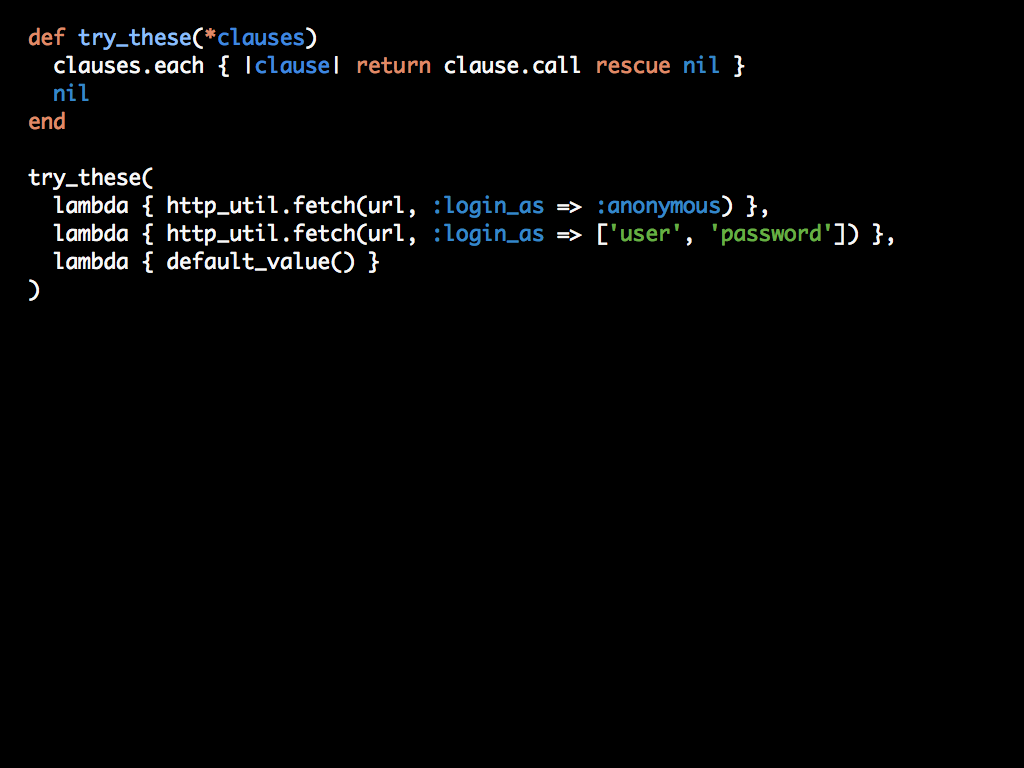 def try_these(*clauses)
  clauses.each { |clause| return clause.call rescue nil }
  nil
end

try_these(
  lambda { http_util.fetch(url, :login_as => :anonymous) },
  lambda { http_util.fetch(url, :login_as => ['user', 'password']) },
  lambda { default_value() }
)